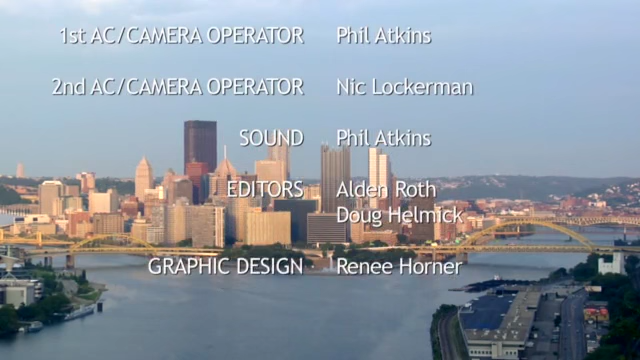 1st AC/CAMERA OPERATOR Phil Atkins
2nd AC/CAMERA OPERATOR Nic Lockerman
SOUND Phil Atkins
EDITORS Alden Roth
Doug Helmick
GRAPHIC DESIGN Renee Horner